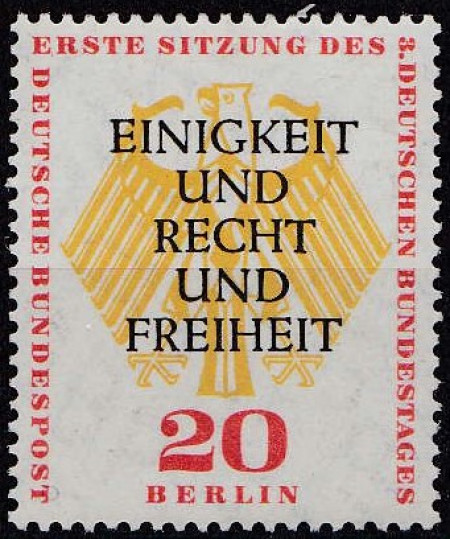 ERSTE SITZUNG DES
3. DEUTSCHEN BUNDESTAGES
DEUTSCHE BUNDESPOST
EINIGKEIT
UND
RECHT
UND
FREIHEIT
20
BERLIN